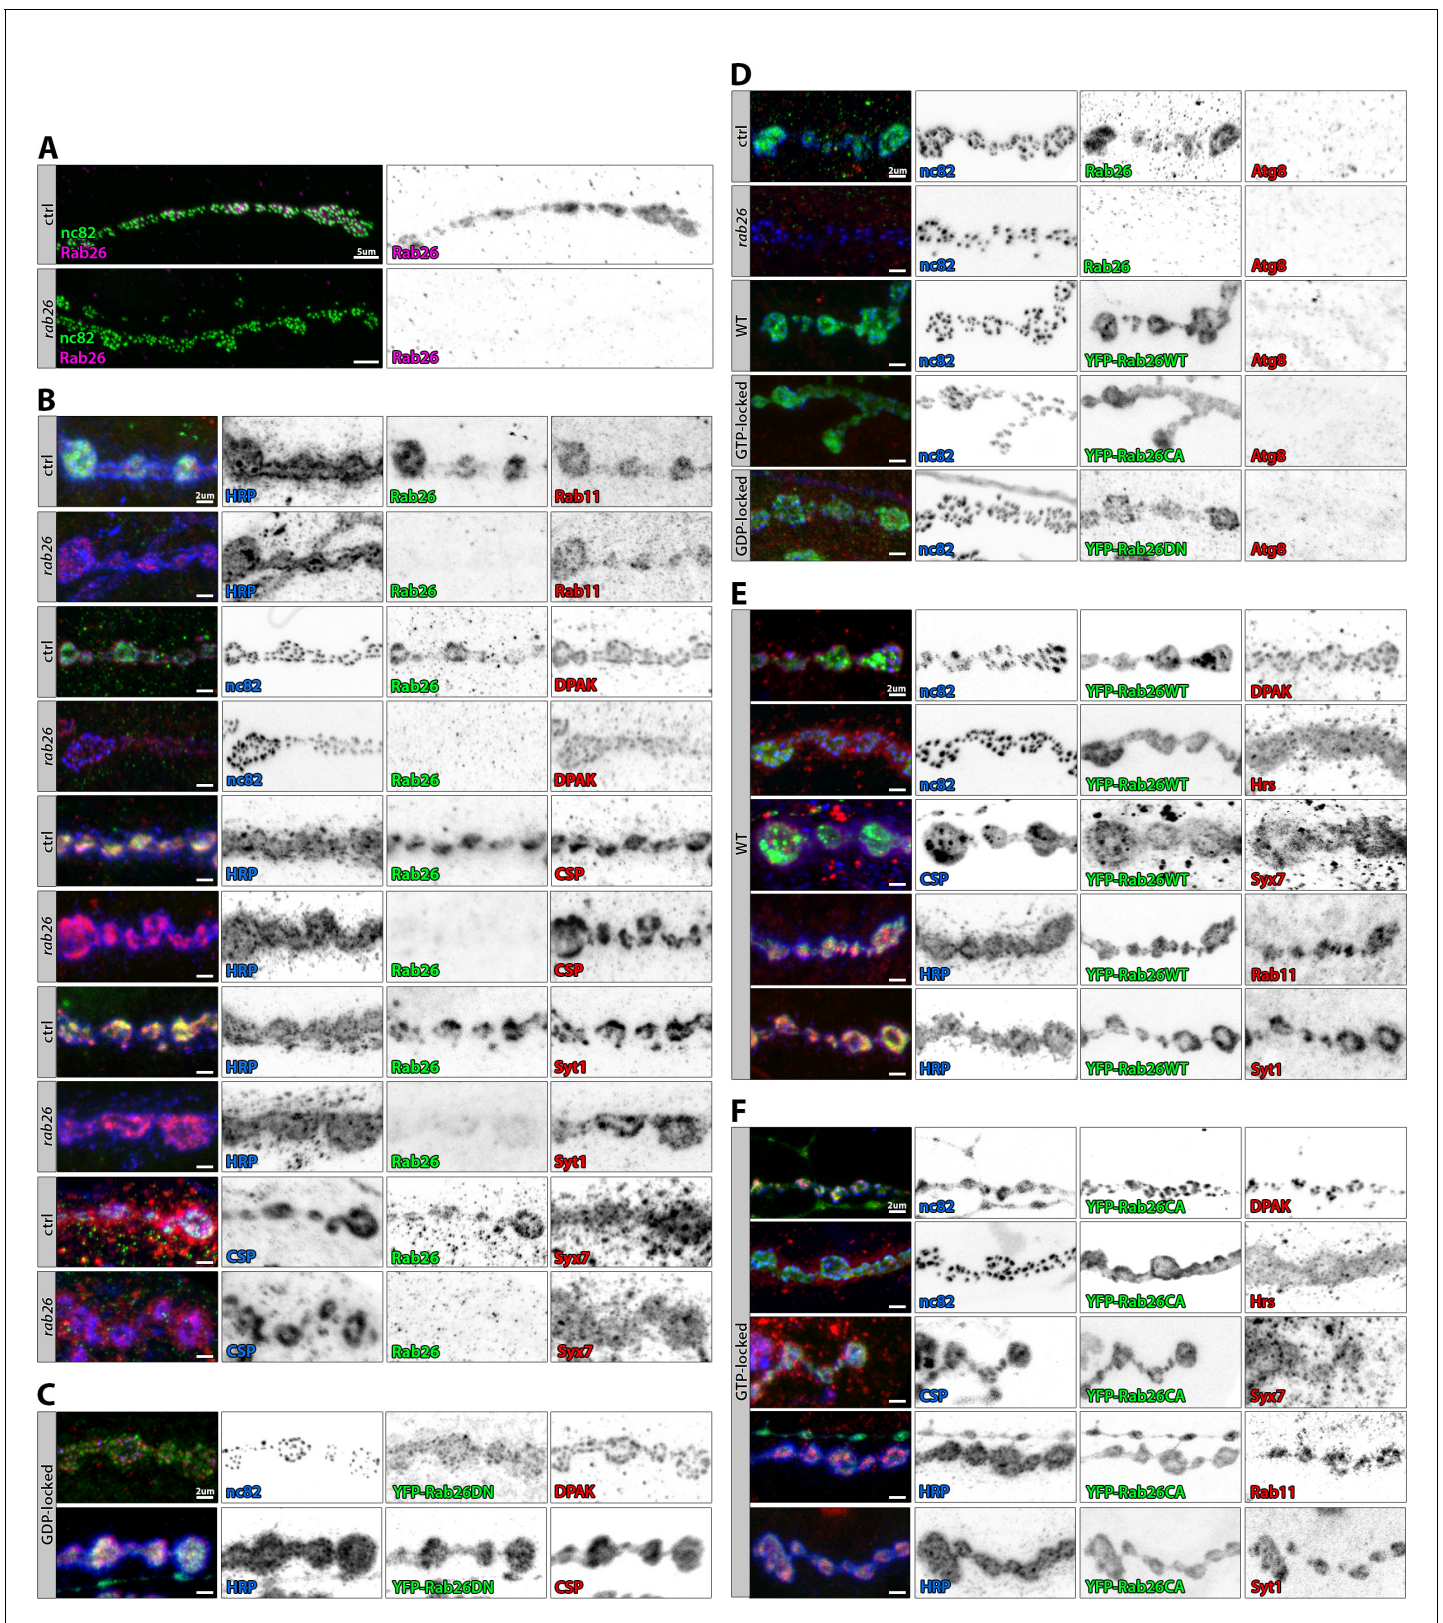 A
ctrl
nc82
Rab26
5um
Rab26
rab26
nc82
Rab26
Rab26
B
ctrl
2um
HRP
Rab26
Rab11
rab26
HRP
Rab26
Rab11
ctrl
nc82
Rab26
DPAK
rab26
nc82
Rab26
DPAK
ctrl
HRP
Rab26
CSP
rab26
HRP
Rab26
CSP
ctrl
HRP
Rab26
Syt1
rab26
HRP
Rab26
Syt1
ctrl
CSP
Rab26
Syx7
rab26
CSP
Rab26
Syx7
C
GDP-locked
2um
nc82
YFP-Rab26DN
DPAK
HRP
YFP-Rab26DN
CSP
D
ctrl
2um
nc82
Rab26
Atg8
rab26
nc82
Rab26
Atg8
WT
nc82
YFP-Rab26WT
Atg8
GTP-locked
nc82
YFP-Rab26CA
Atg8
GDP-locked
nc82
YFP-Rab26DN
Atg8
E
WT
2um
nc82
YFP-Rab26WT
DPAK
nc82
YFP-Rab26WT
Hrs
CSP
YFP-Rab26WT
Syx7
HRP
YFP-Rab26WT
Rab11
HRP
YFP-Rab26WT
Syt1
F
GTP-locked
2um
nc82
YFP-Rab26CA
DPAK
nc82
YFP-Rab26CA
Hrs
CSP
YFP-Rab26CA
Syx7
HRP
YFP-Rab26CA
Rab11
HRP
YFP-Rab26CA
Syt1